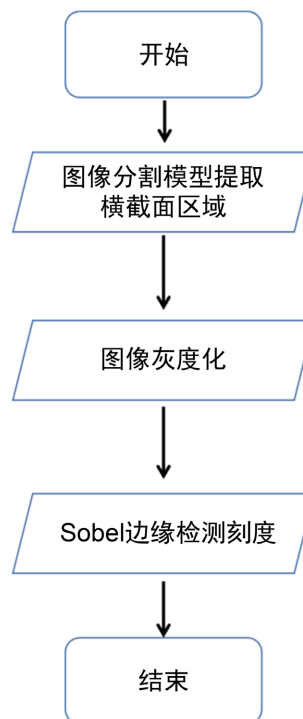 开始
图像分割模型提取
横截面区域
图像灰度化
Sobel边缘检测刻度
结束